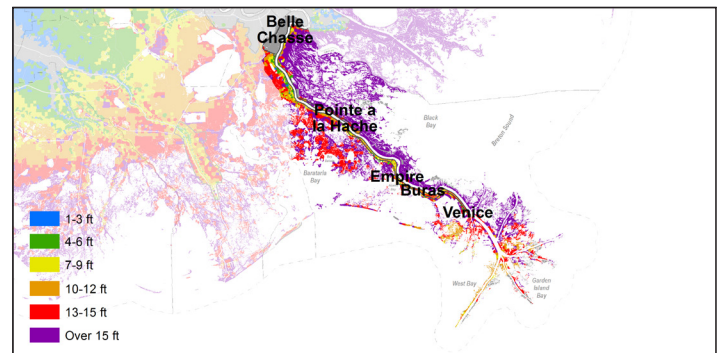 Belle
Chasse
Pointe a
la Hache
Black
Bay
Breton Sound
Barataria
Bay
Empire
Buras
Venice
West Bay
Garden
Island
Bay
1-3 ft
4-6 ft
7-9 ft
10-12 ft
13-15 ft
Over 15 ft